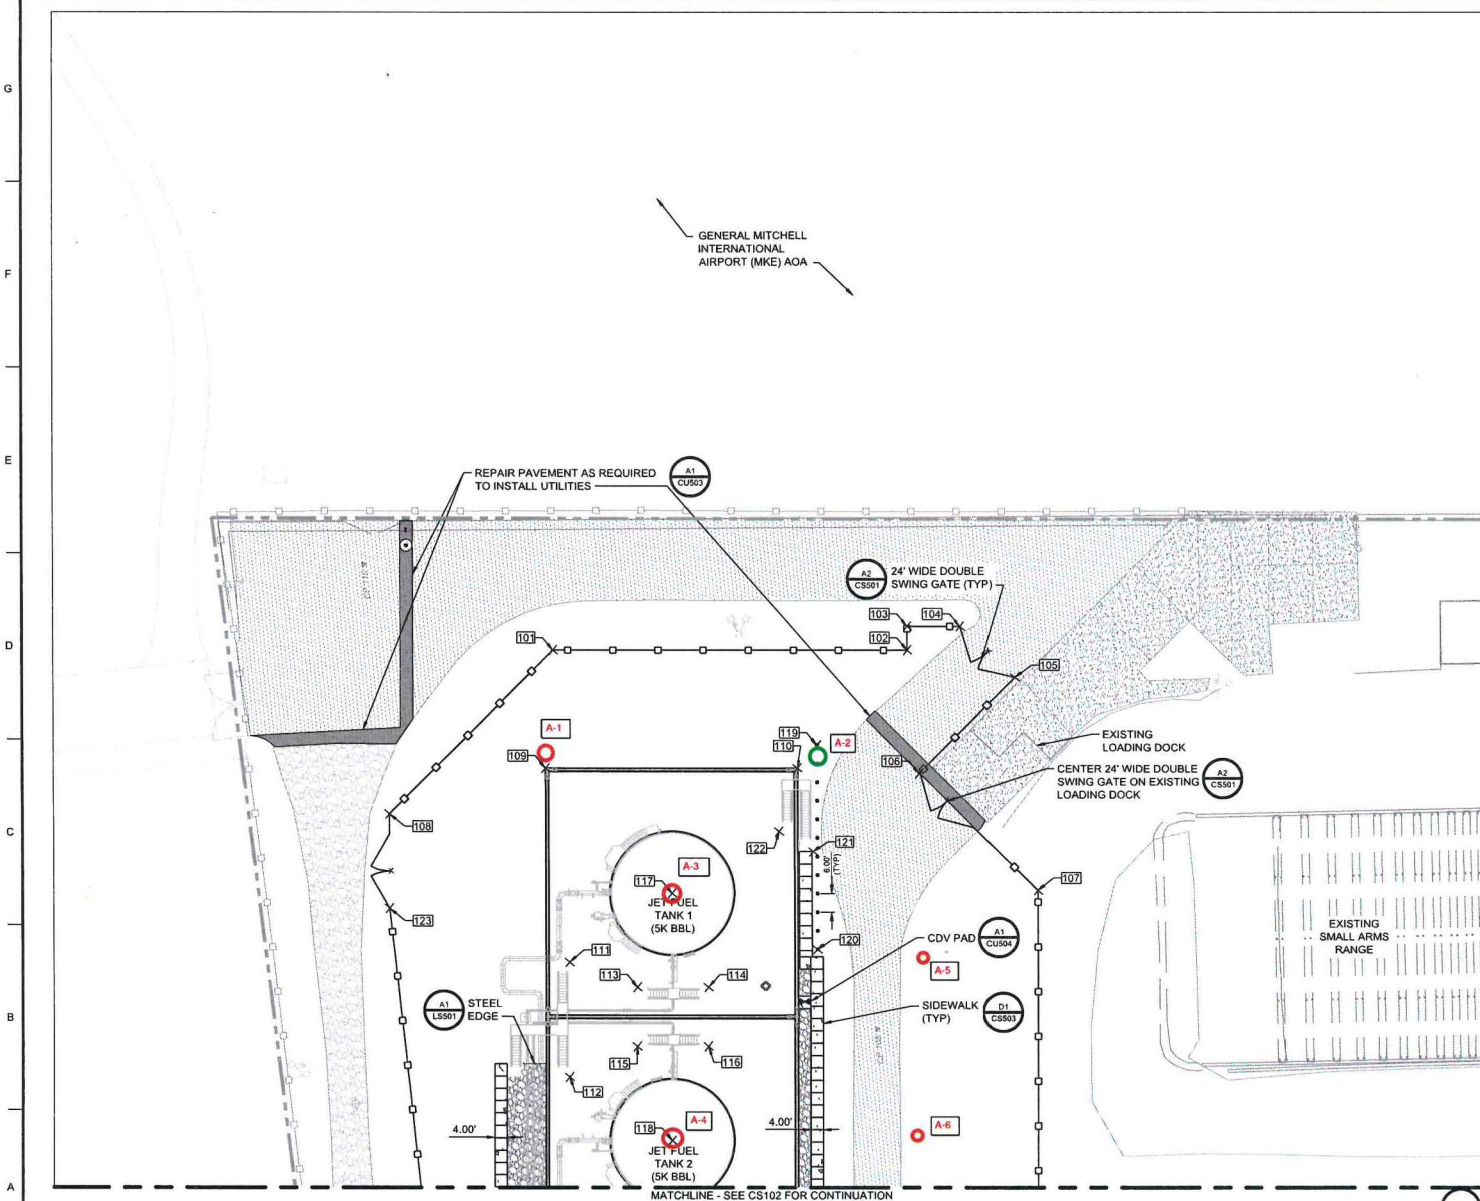 G
F
E
D
C
B
A
GENERAL MITCHELL
INTERNATIONAL
AIRPORT (MKE) AOA
REPAIR PAVEMENT AS REQUIRED
TO INSTALL UTILITIES
A1
CU503
A2
CS501
24' WIDE DOUBLE
SWING GATE (TYP)
103
104
101
102
105
A-1
119
A-2
110
109
106
EXISTING
LOADING DOCK
CENTER 24' WIDE DOUBLE
SWING GATE ON EXISTING
LOADING DOCK
A2
CS501
108
122
121
6.00'
(TYP)
A-3
117
JET FUEL
TANK 1
(5K BBL)
107
123
120
CDV PAD
A1
CU504
EXISTING
SMALL ARMS
RANGE
111
113
114
A-5
A1
LS501
STEEL
EDGE
SIDEWALK
(TYP)
D1
CS503
115
116
112
4.00'
118
A-4
4.00'
A-6
JET FUEL
TANK 2
(5K BBL)
MATCHLINE - SEE CS102 FOR CONTINUATION